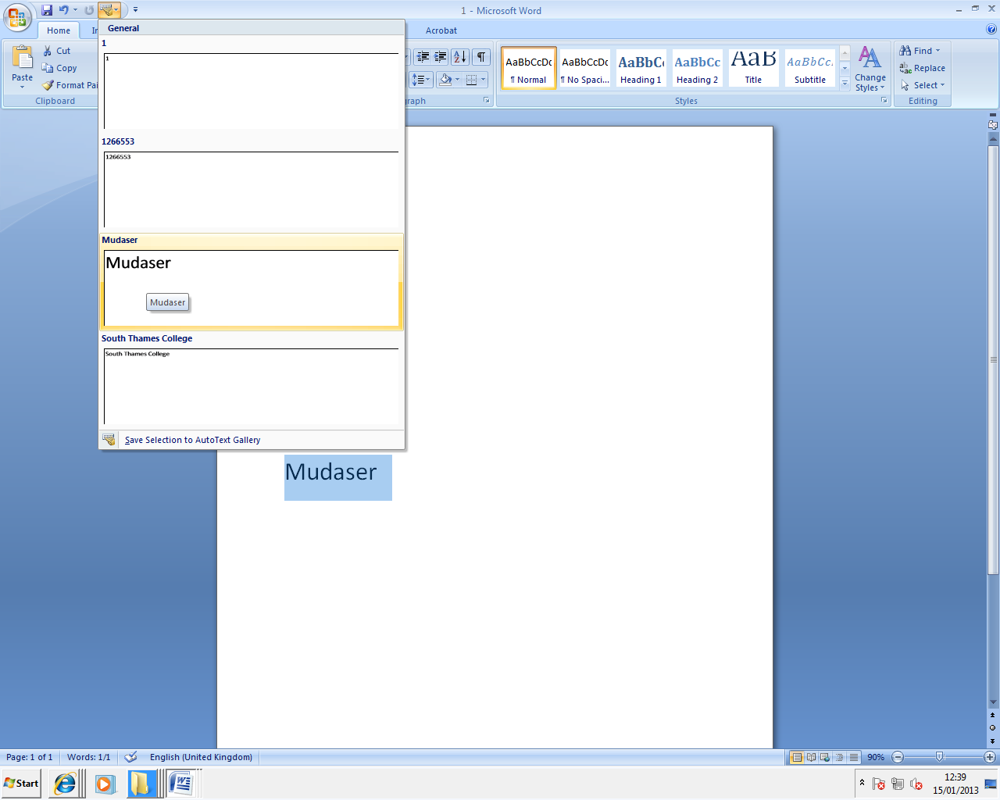 1 - Microsoft Word
Home
Acrobat
General
1
1
1266553
1266553
Mudaser
Mudaser
Mudaser
South Thames College
South Thames College
Save Selection to AutoText Gallery
Paste
Cut
Copy
Format Pai
Clipboard
graph
AaBbCcDc
¶ Normal
AaBbCcDc
¶ No Spaci...
AaBbC
Heading 1
AaBbCc
Heading 2
AaB
Title
AaBbCc.
Subtitle
Change
Styles
Styles
Find
Replace
Select
Editing
Mudaser
Page: 1 of 1
Words: 1/1
English (United Kingdom)
90%
Start
12:39
15/01/2013